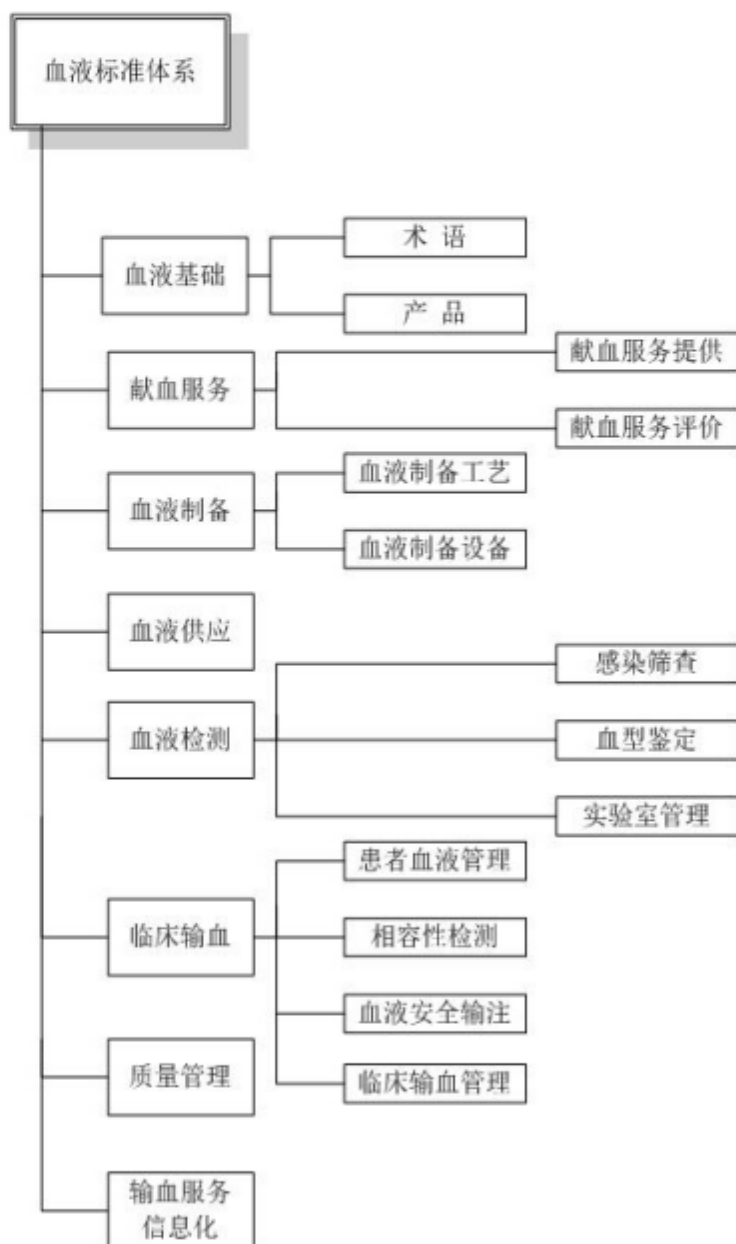 血液标准体系
血液基础
术 语
产 品
献血服务
献血服务提供
献血服务评价
血液制备
血液制备工艺
血液制备设备
血液供应
血液检测
感染筛查
血型鉴定
实验室管理
临床输血
患者血液管理
相容性检测
血液安全输注
临床输血管理
质量管理
输血服务
信息化